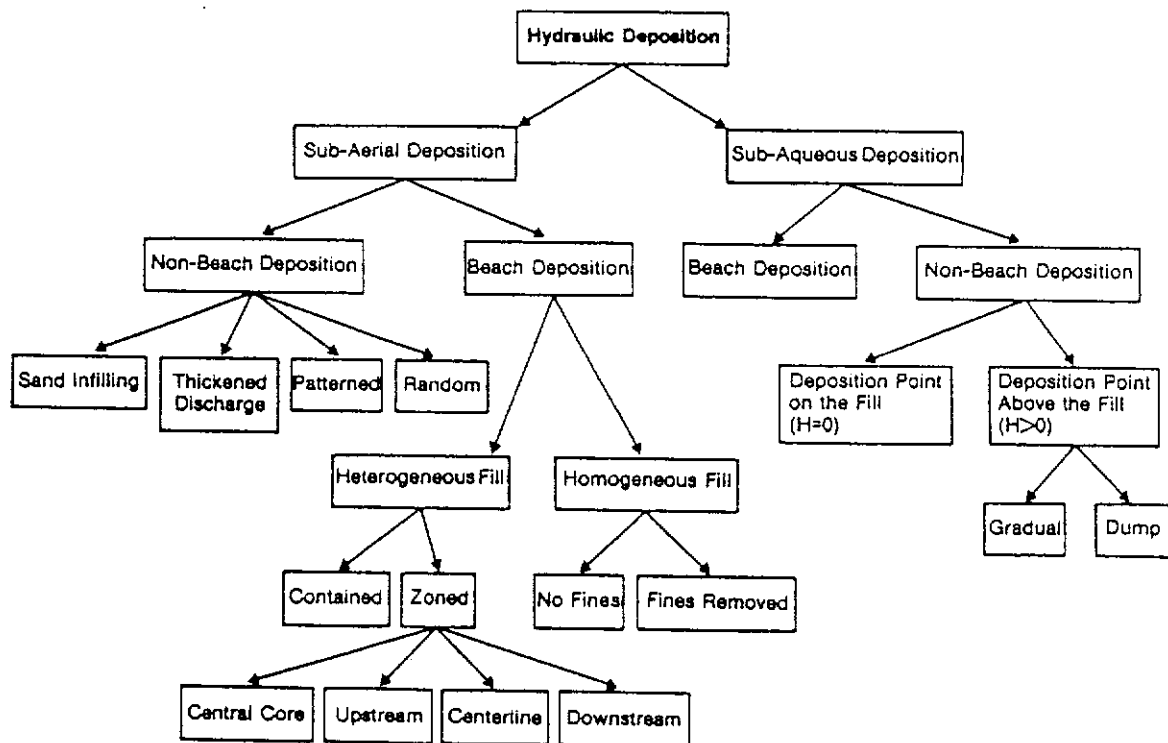 Hydraulic Deposition
Sub-Aerial Deposition
Sub-Aqueous Deposition
Non-Beach Deposition
Beach Deposition
Beach Deposition
Non-Beach Deposition
Sand Infilling
Thickened
Discharge
Patterned
Random
Deposition Point
on the Fill
(H=0)
Deposition Point
Above the Fill
(H>0)
Heterogeneous Fill
Homogeneous Fill
Gradual
Dump
Contained
Zoned
No Fines
Fines Removed
Central Core
Upstream
Centerline
Downstream